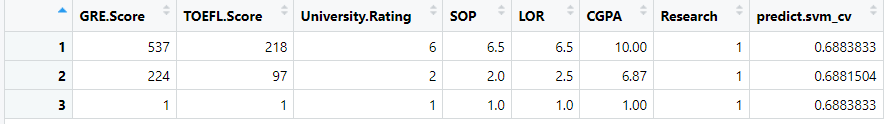 GRE.Score TOEFL.Score University.Rating SOP LOR CGPA Research predict.svm_cv
1 537 218 6 6.5 6.5 10.00 1 0.6883833
2 224 97 2 2.0 2.5 6.87 1 0.6881504
3 1 1 1 1.0 1.0 1.00 1 0.6883833